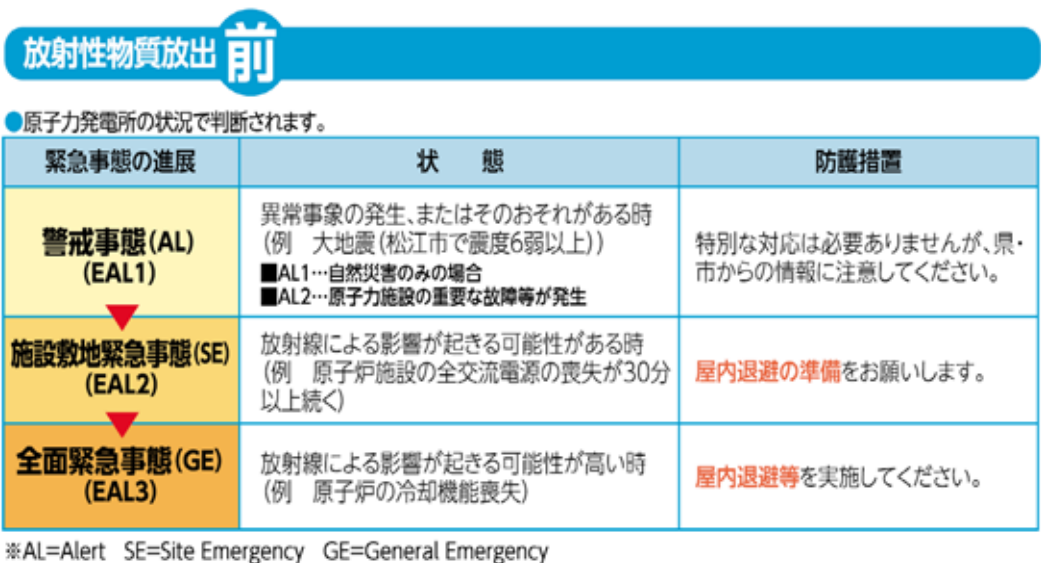 放射性物質放出前
●原子力発電所の状況で判断されます。
緊急事態の進展
状　態
防護措置
警戒事態(AL)
(EAL1)
異常事象の発生、またはそのおそれがある時
(例　大地震(松江市で震度6弱以上))
■AL1…自然災害のみの場合
■AL2…原子力施設の重要な故障等が発生
特別な対応は必要ありませんが、県・
市からの情報に注意してください。
施設敷地緊急事態(SE)
(EAL2)
放射線による影響が起きる可能性がある時
(例　原子炉施設の全交流電源の喪失が30分
以上続く)
屋内退避の準備をお願いします。
全面緊急事態(GE)
(EAL3)
放射線による影響が起きる可能性が高い時
(例　原子炉の冷却機能喪失)
屋内退避等を実施してください。
※AL=Alert　SE=Site Emergency　GE=General Emergency